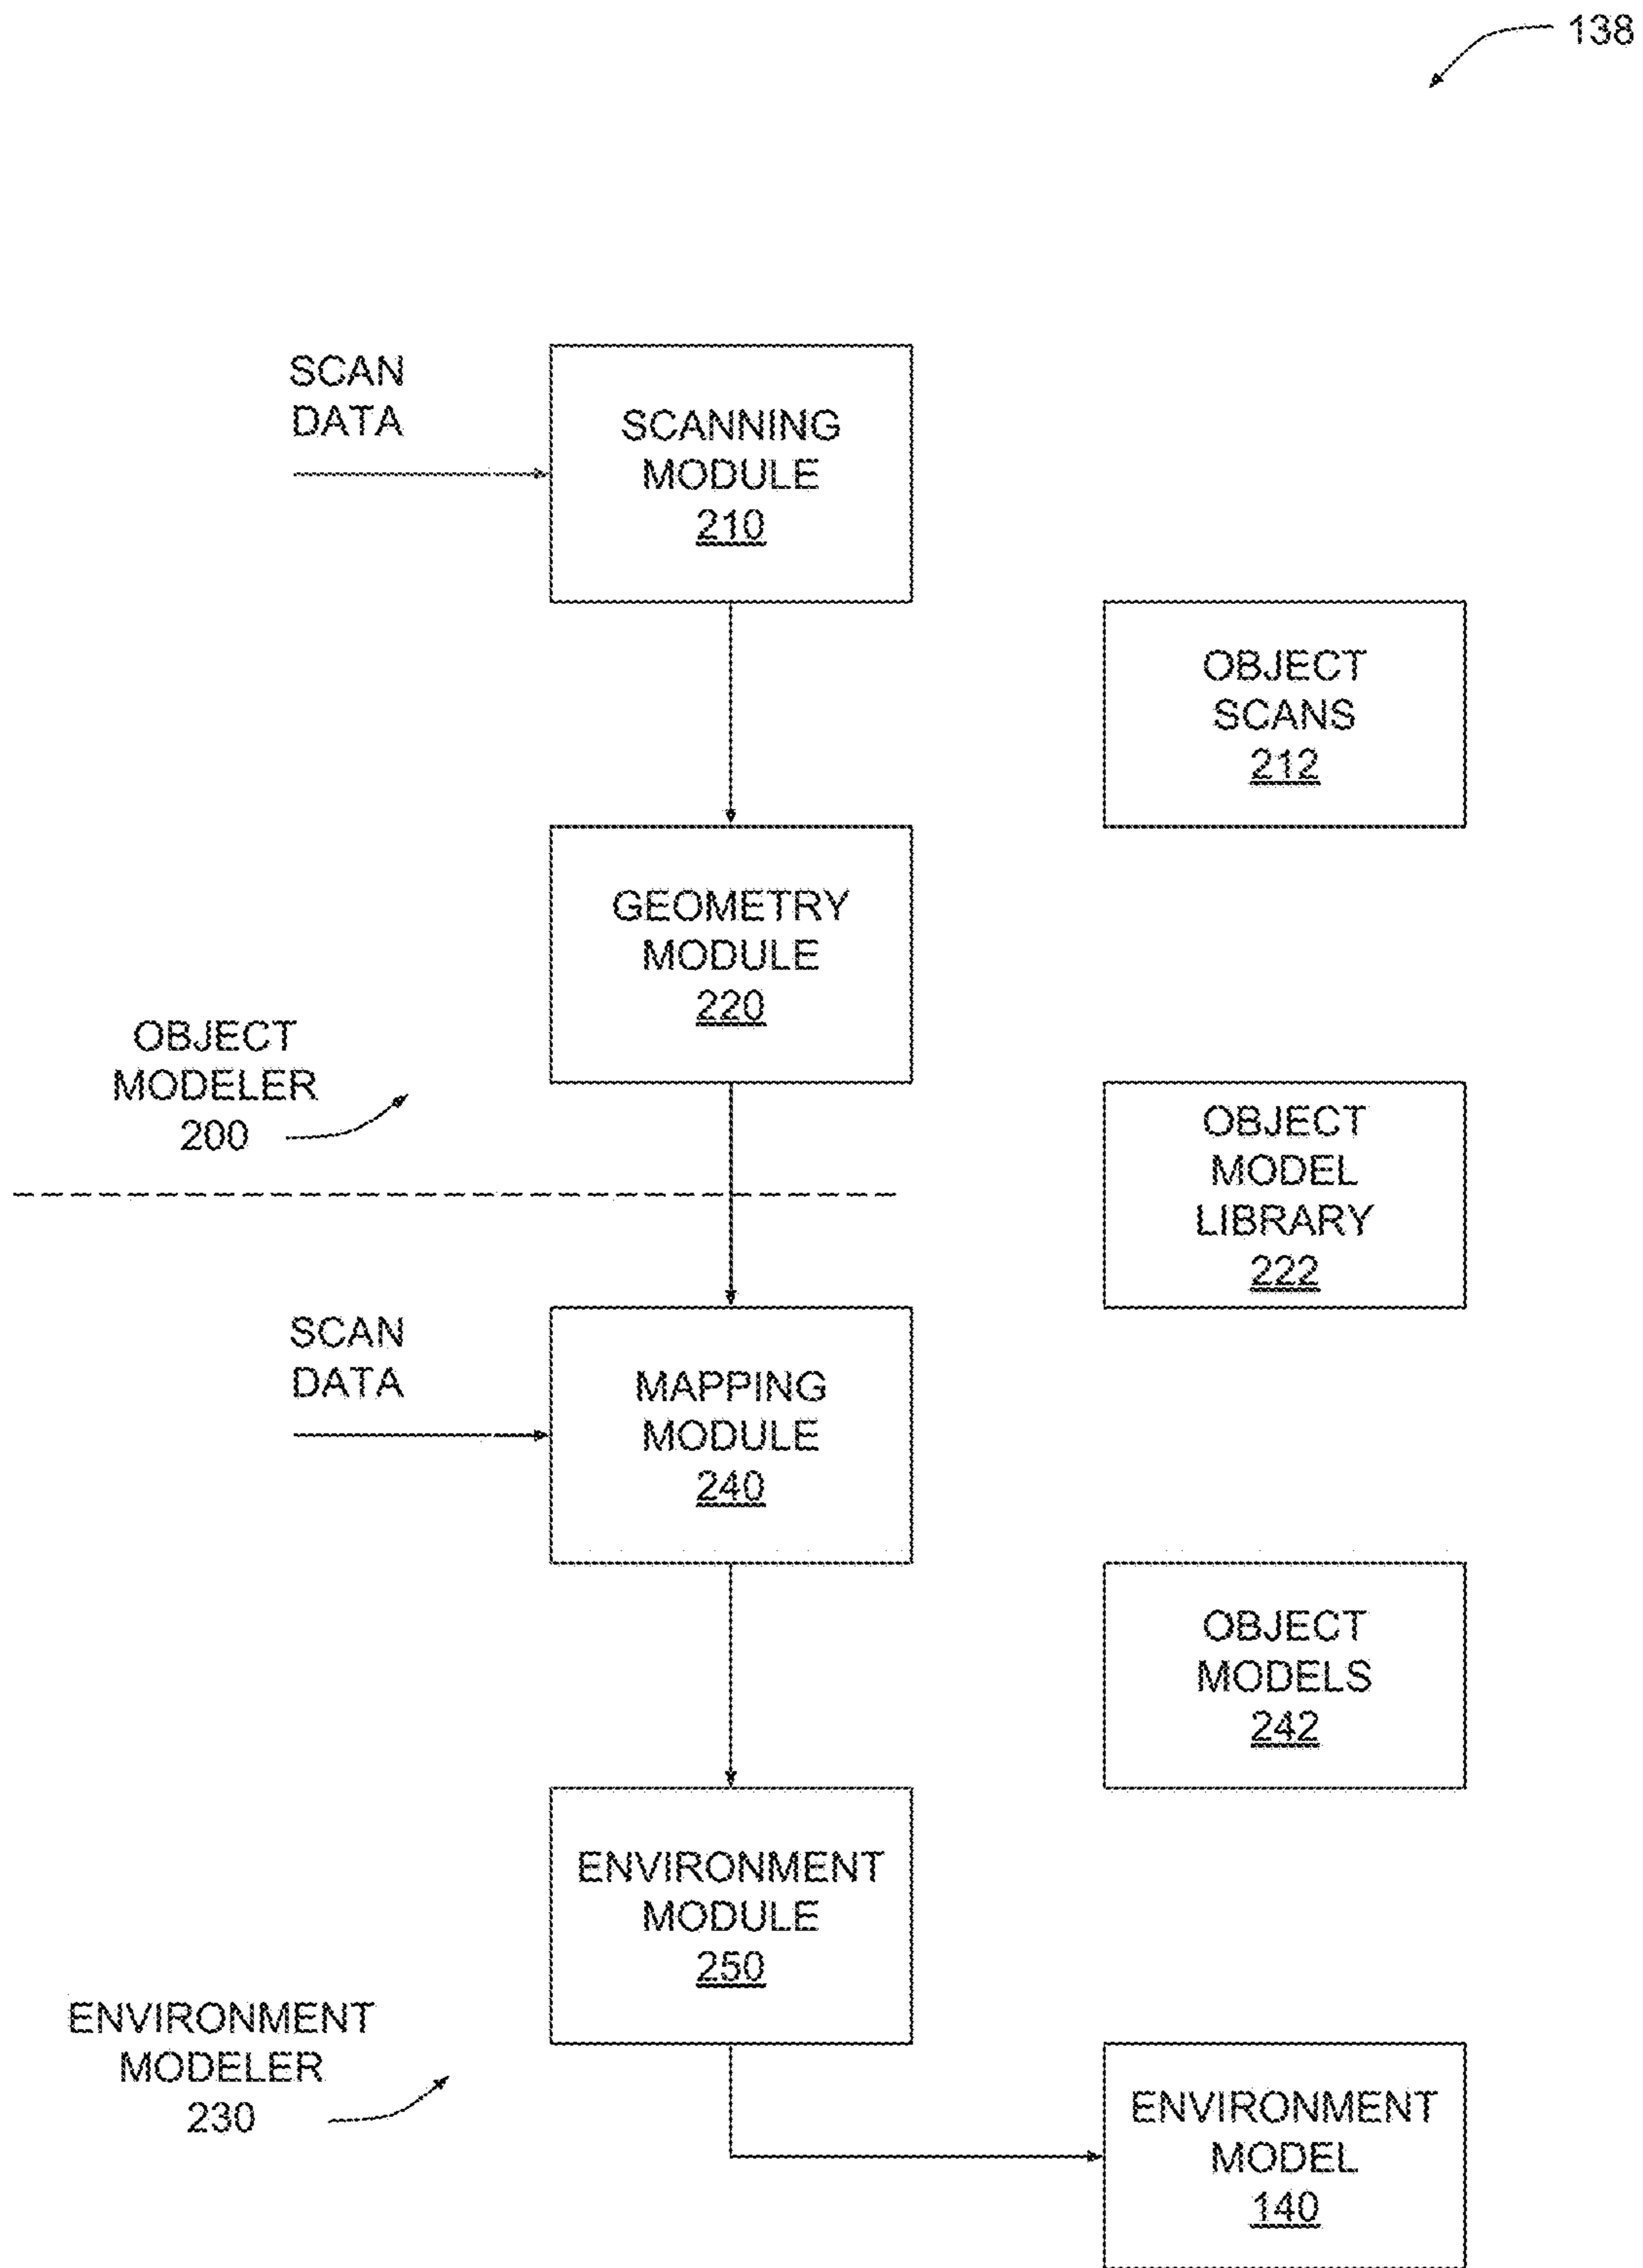 138
SCAN
DATA
SCANNING
MODULE
210
OBJECT
SCANS
212
GEOMETRY
MODULE
220
OBJECT
MODELER
200
OBJECT
MODEL
LIBRARY
222
SCAN
DATA
MAPPING
MODULE
240
OBJECT
MODELS
242
ENVIRONMENT
MODULE
250
ENVIRONMENT
MODELER
230
ENVIRONMENT
MODEL
140